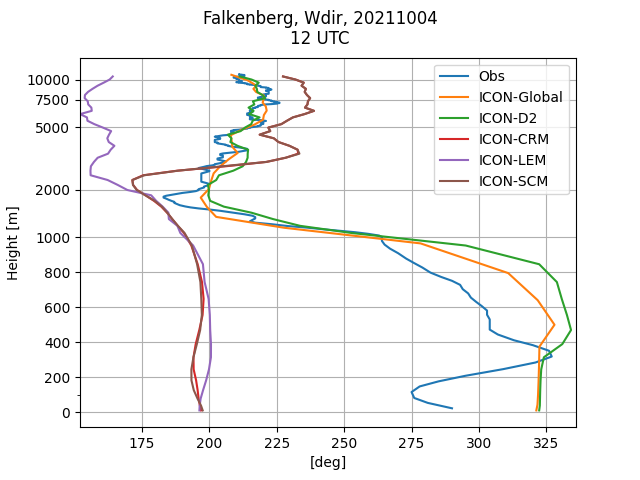 Falkenberg, Wdir, 20211004
12 UTC
Obs
ICON-Global
ICON-D2
ICON-CRM
ICON-LEM
ICON-SCM
Height [m]
10000
7500
5000
2000
1000
800
600
400
200
0
175 200 225 250 275 300 325
[deg]